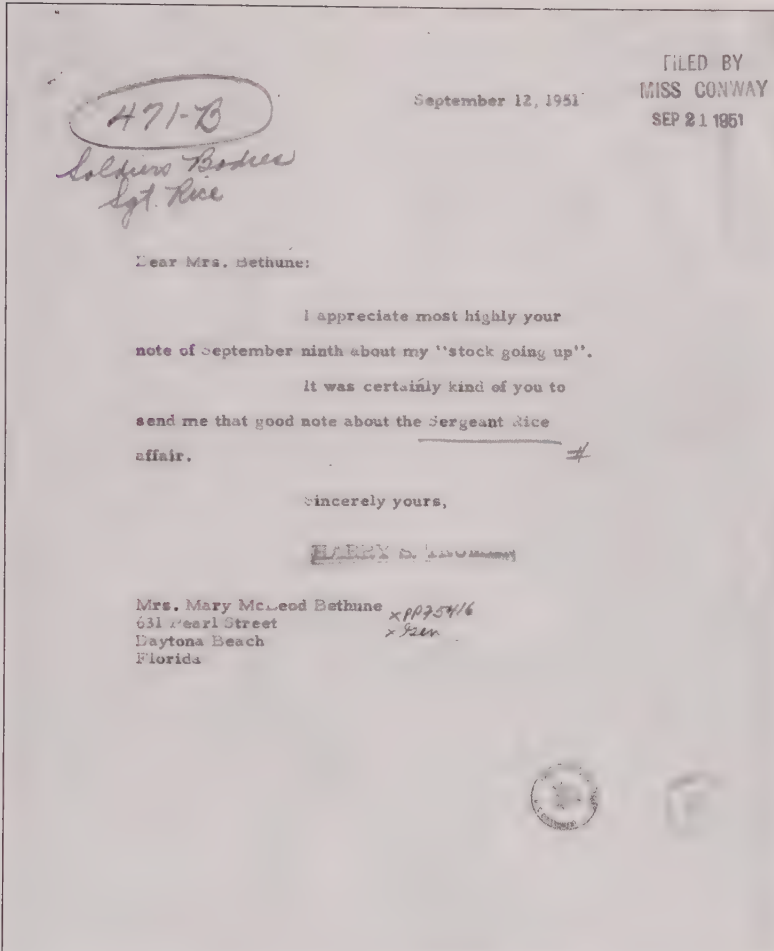 FILED BY
MISS CONWAY
SEP 21 1951
September 12, 1951
471-B
Soldiers Bodies
Sgt. Rice
Dear Mrs. Bethune:
I appreciate most highly your
note of September ninth about my "stock going up".
It was certainly kind of you to
send me that good note about the Sergeant Rice
affair.
#
Sincerely yours,
HARRY S. TRUMAN
Mrs. Mary McLeod Bethune
631 Pearl Street
x Gen
Daytona Beach
Florida